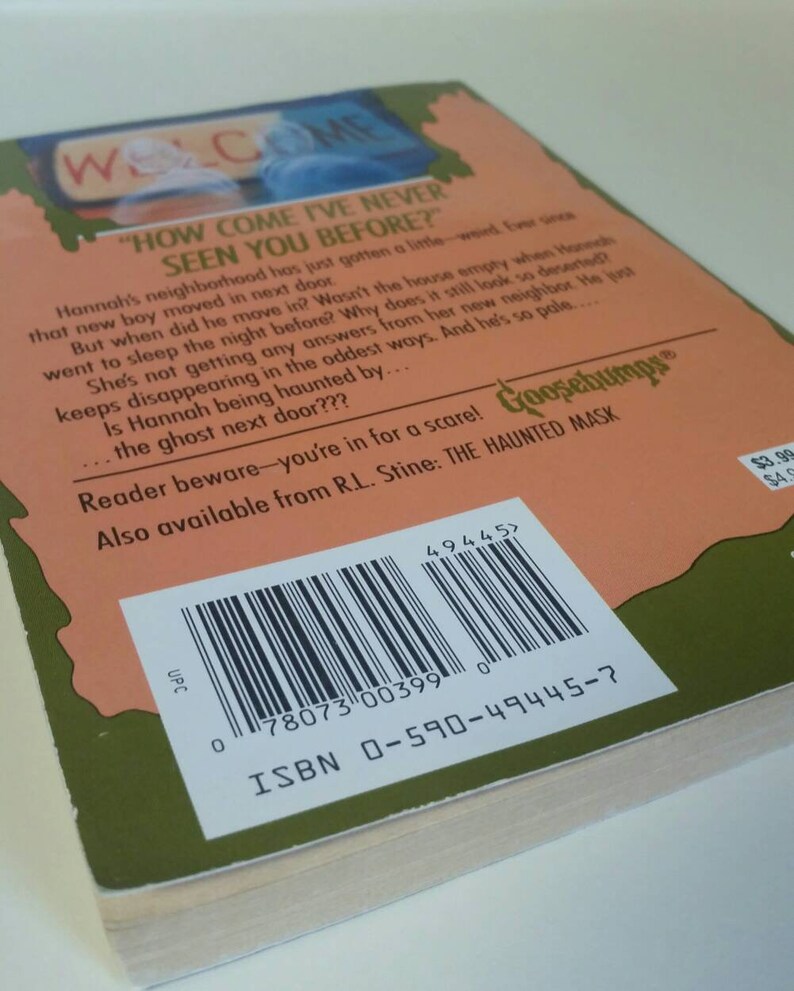 WELCOME
"HOW COME I'VE NEVER
SEEN YOU BEFORE?"
Hannah's neighborhood has just gotten a little—weird. Ever since
that new boy moved in next door.
But when did he move in? Wasn't the house empty when Hannah
went to sleep the night before? Why does it still look so deserted?
She's not getting any answers from her new neighbor. He just
keeps disappearing in the oddest ways. And he's so pale....
Is Hannah being haunted by...
...the ghost next door???
Goosebumps®
Reader beware—you're in for a scare!
Also available from R.L. Stine: THE HAUNTED MASK
$3.99
49445>
UPC
0 78073 00399 0
ISBN 0-590-49445-7